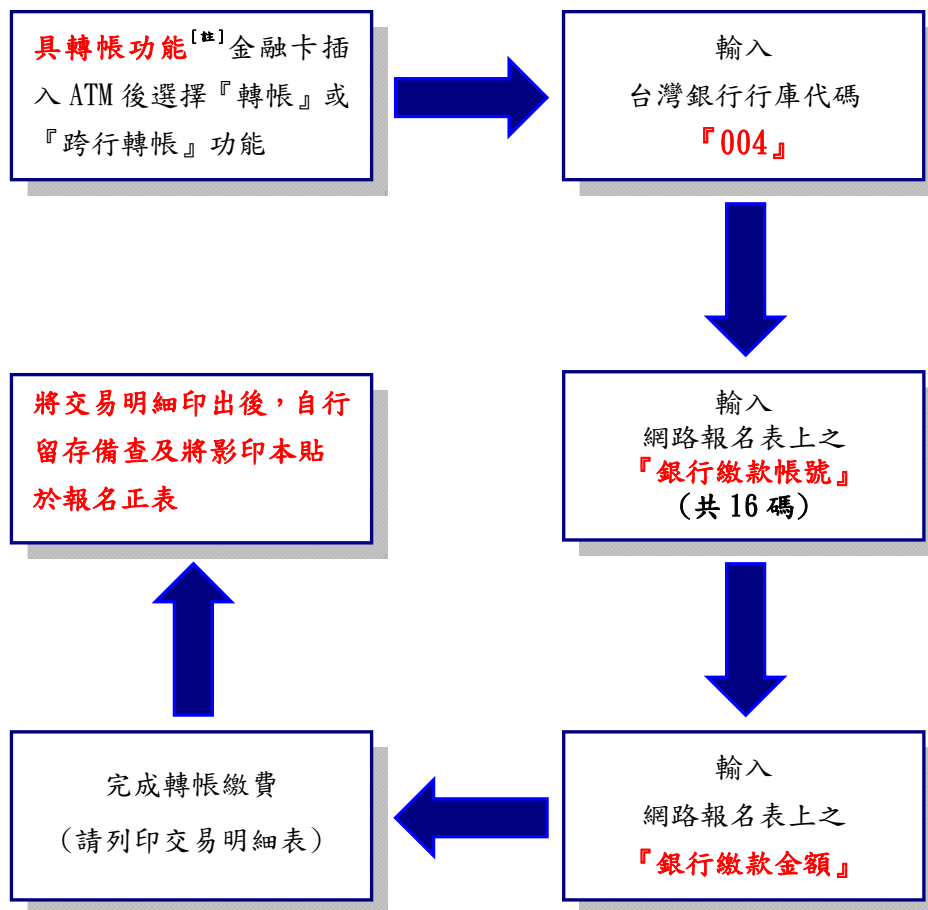 具轉帳功能[註]金融卡插
入 ATM 後選擇『轉帳』或
『跨行轉帳』功能
輸入
台灣銀行行庫代碼
『004』
輸入
網路報名表上之
『銀行繳款帳號』
(共 16 碼)
輸入
網路報名表上之
『銀行繳款金額』
完成轉帳繳費
(請列印交易明細表)
將交易明細印出後，自行
留存備查及將影印本貼
於報名正表